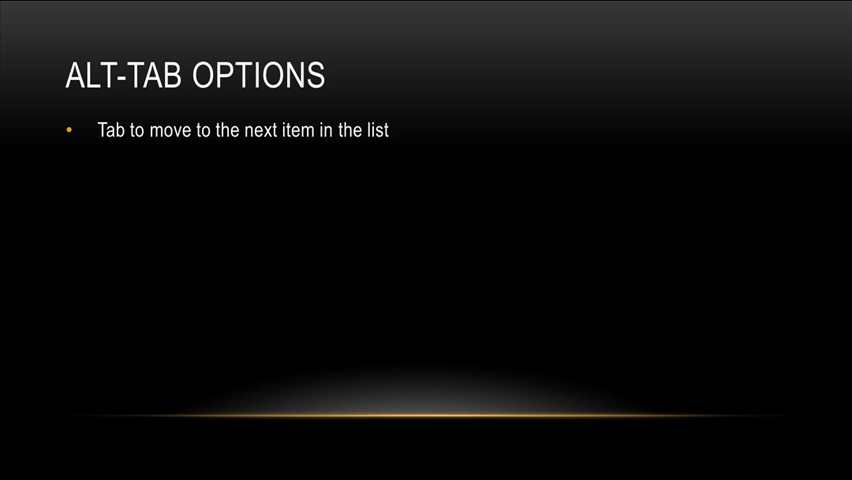 ALT-TAB OPTIONS
• Tab to move to the next item in the list